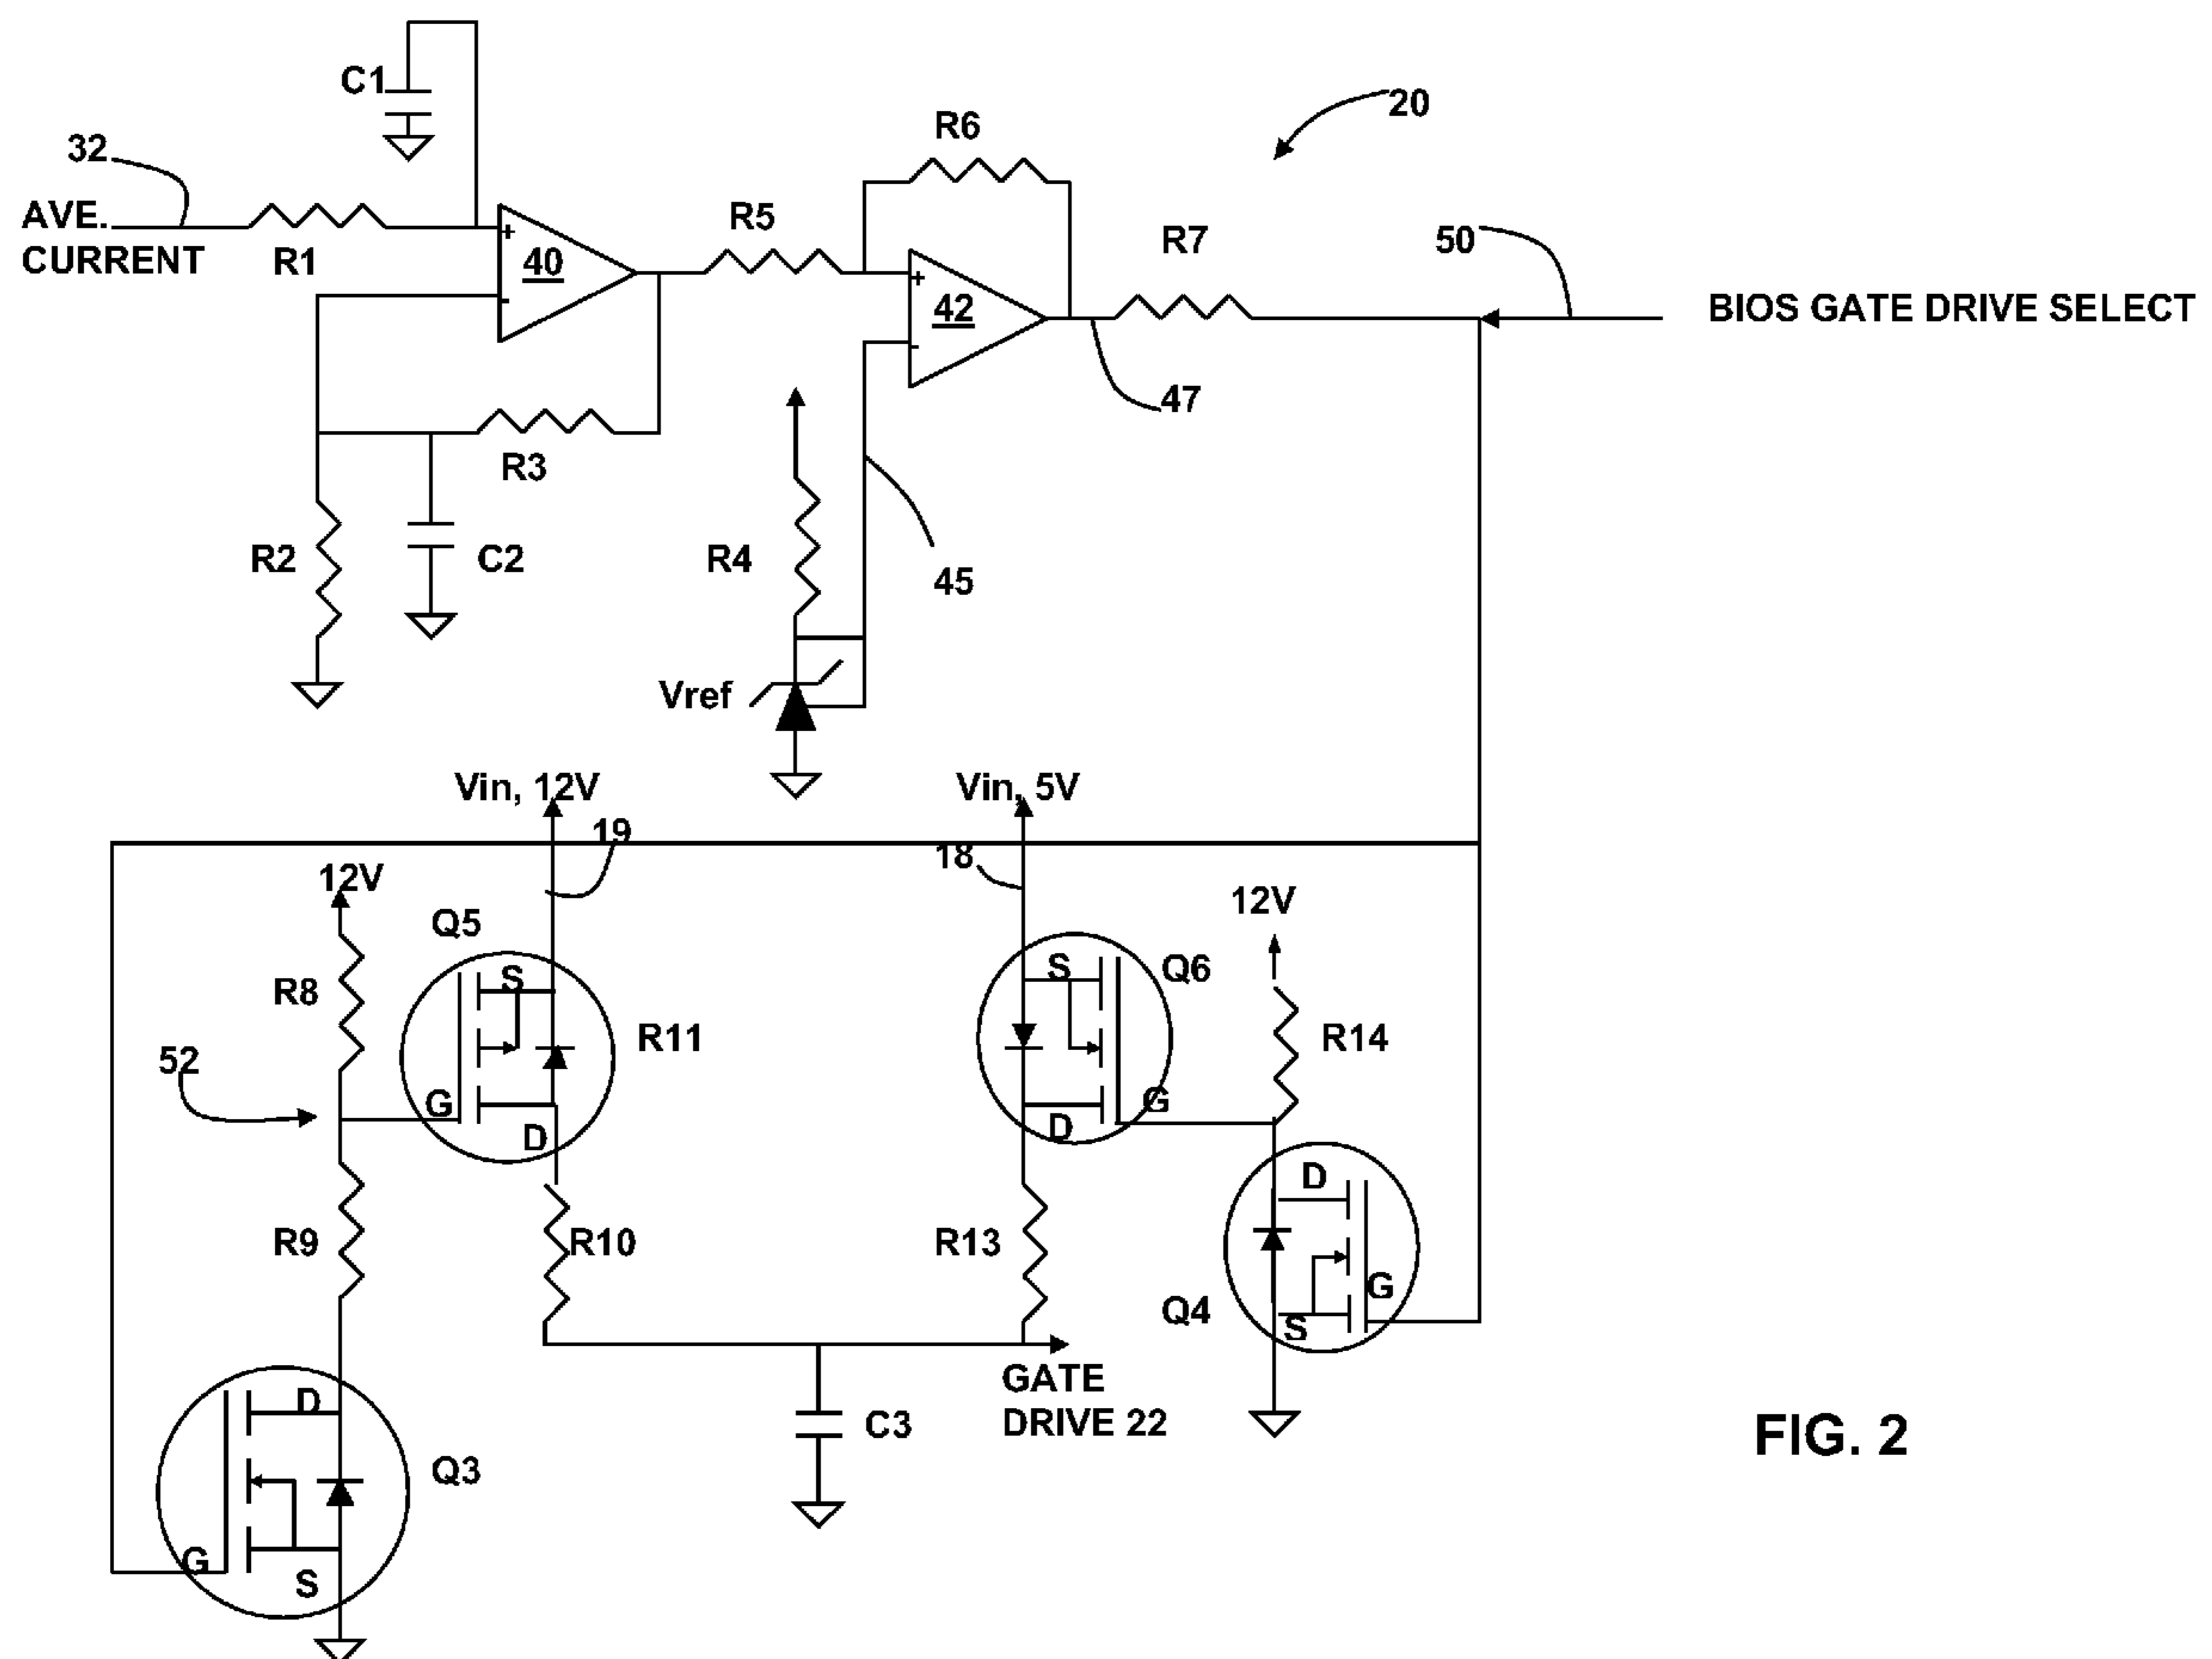 C1
20
R6
32
AVE.
CURRENT
R1
+
40
-
R5
+
42
-
R7
50
BIOS GATE DRIVE SELECT
47
R3
R2
C2
R4
45
Vref
Vin, 12V
Vin, 5V
19
18
12V
12V
Q5
S
S
Q6
R8
R11
R14
52
G
D
G
D
D
R9
R10
R13
G
Q4
S
GATE
DRIVE 22
D
C3
Q3
G
S
FIG. 2